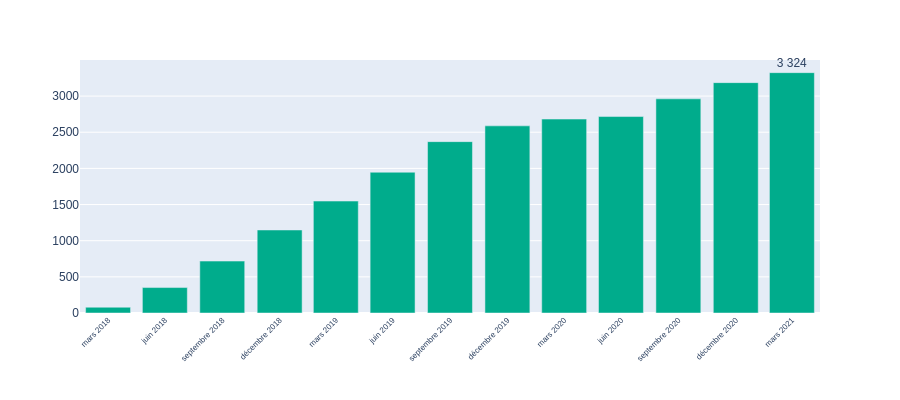 3 324
3000
2500
2000
1500
1000
500
0
mars 2018
juin 2018
septembre 2018
décembre 2018
mars 2019
juin 2019
septembre 2019
décembre 2019
mars 2020
juin 2020
septembre 2020
décembre 2020
mars 2021